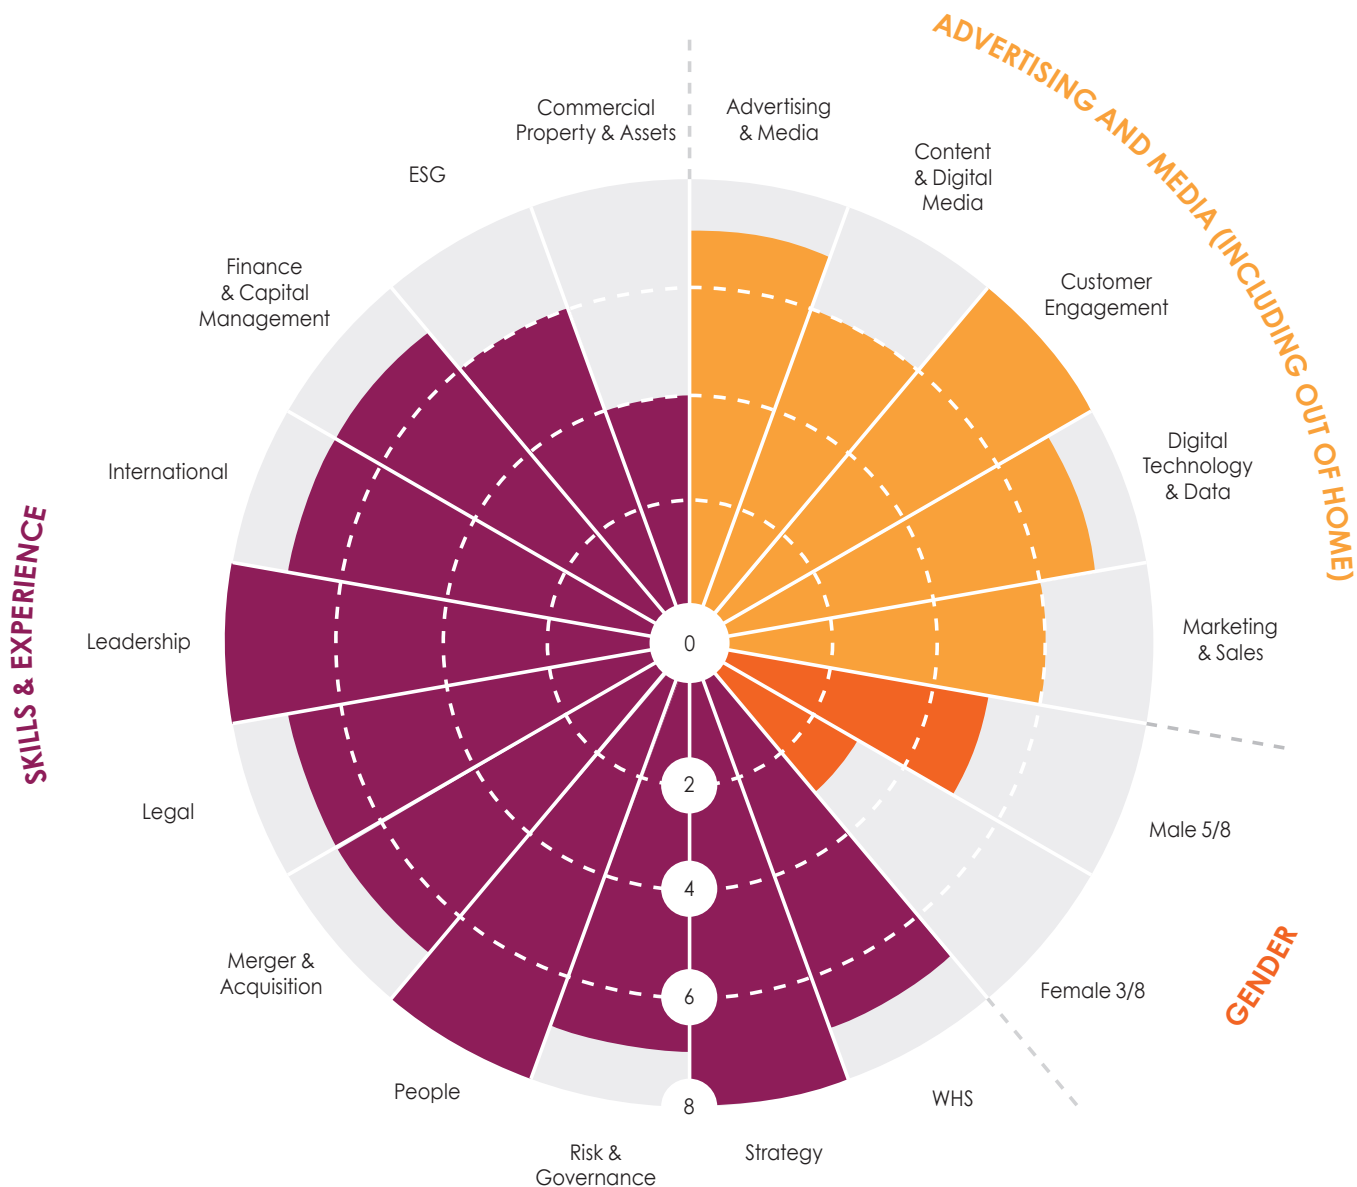 ADVERTISING AND MEDIA (INCLUDING OUT OF HOME)
Commercial
Property & Assets
Advertising
& Media
Content
& Digital
Media
ESG
Finance
& Capital
Management
Customer
Engagement
Digital
Technology
& Data
International
SKILLS & EXPERIENCE
Leadership
0
Marketing
& Sales
2
Legal
Male 5/8
4
Merger &
Acquisition
6
Female 3/8
GENDER
People
8
WHS
Risk &
Governance
Strategy